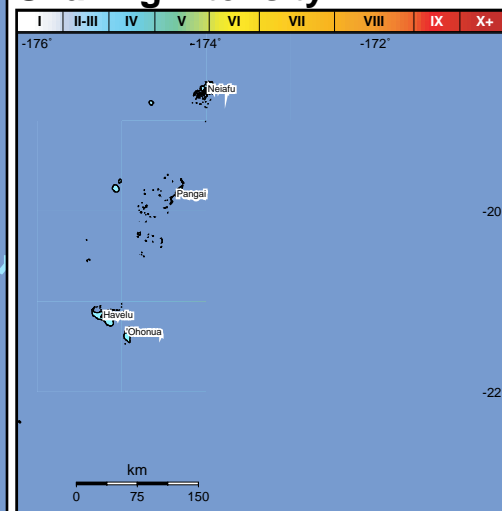 I II-III IV V VI VII VIII IX X+
-176° -174° -172°
Neiafu
Pangai
-20
Havelu
Ohonua
-22
km
0 75 150